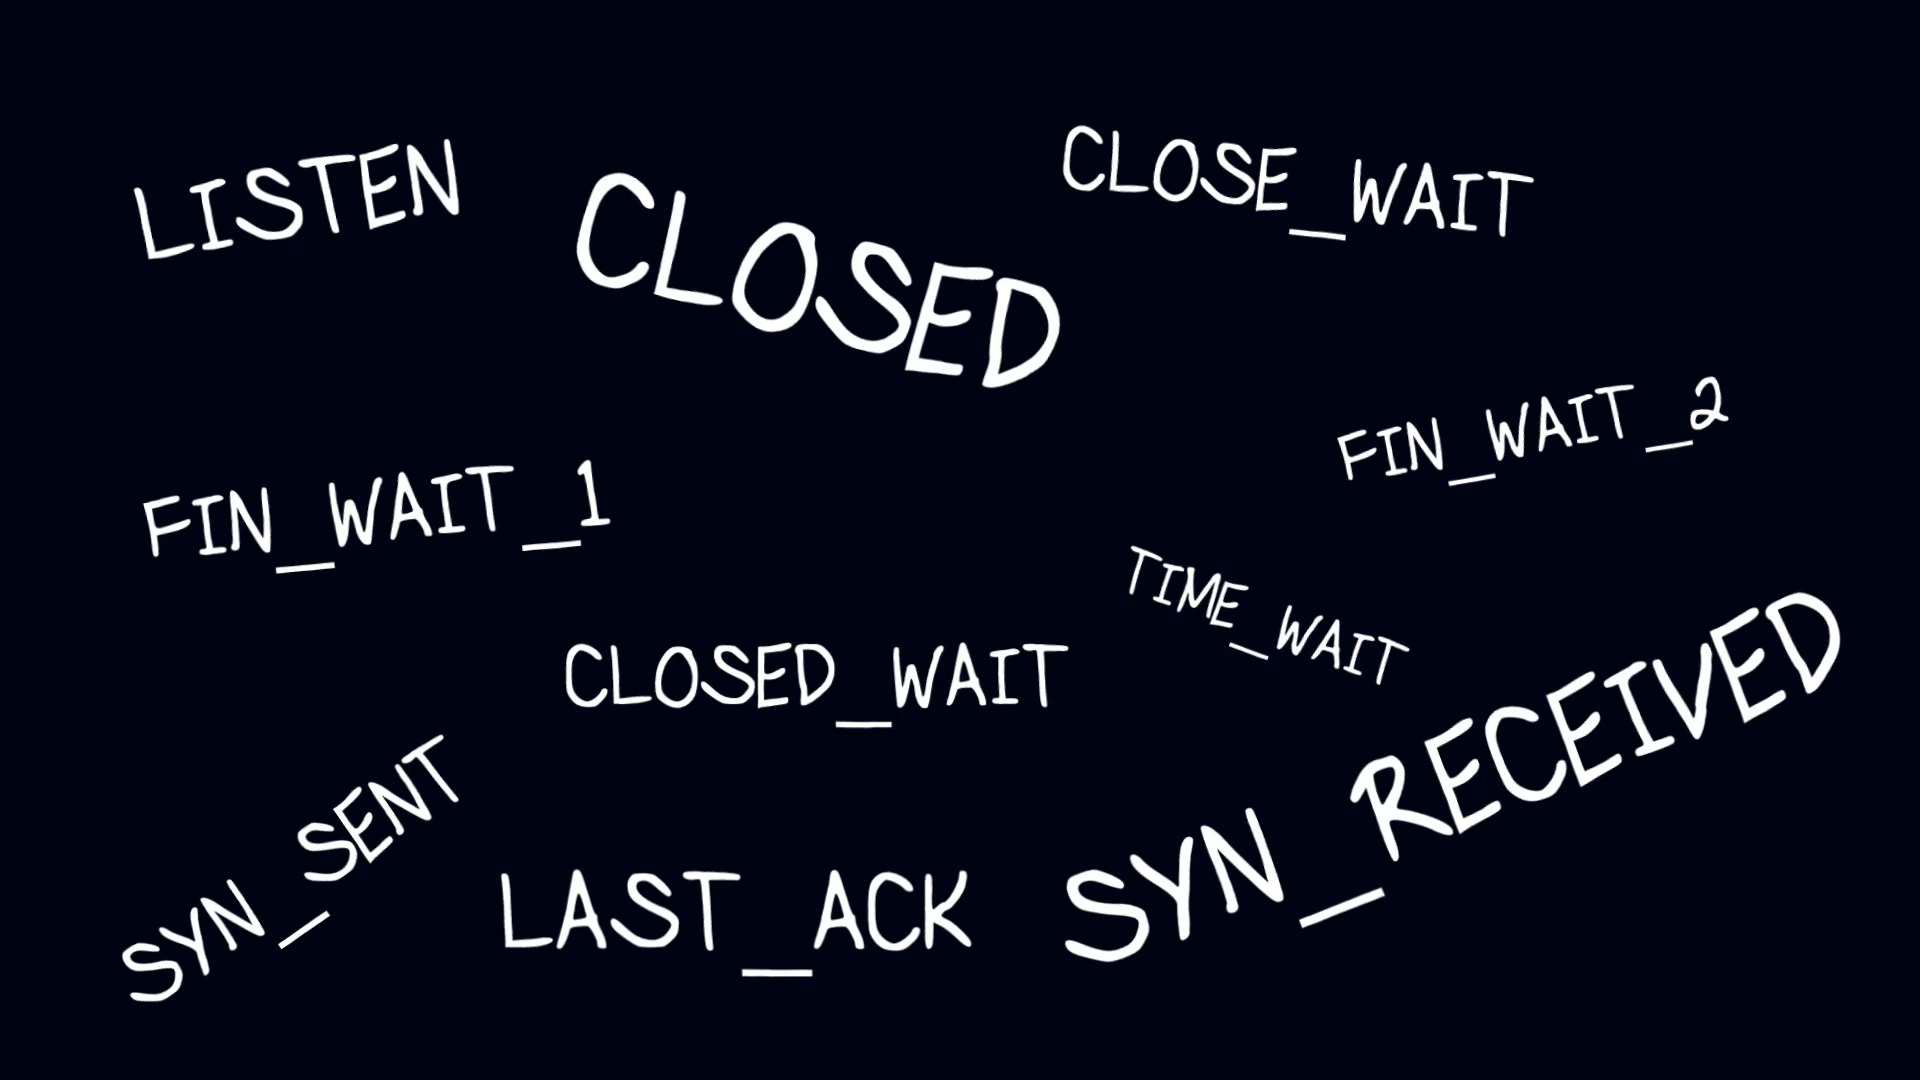 LISTEN
CLOSED
CLOSE_WAIT
FIN_WAIT_1
FIN_WAIT_2
TIME_WAIT
CLOSED_WAIT
SYN_SENT
LAST_ACK
SYN_RECEIVED